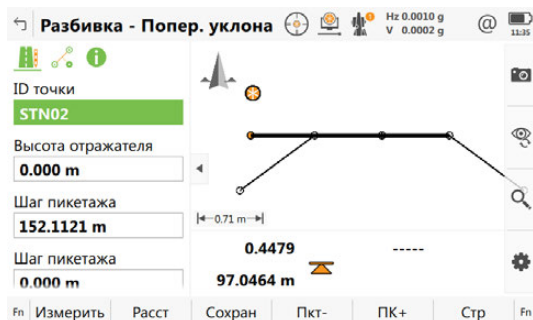 Разбивка - Попер. уклона
Hz 0.0010 g
V 0.0002 g
@
11:35
ID точки
STN02
Высота отражателя
0.000 m
Шаг пикетажа
152.1121 m
Шаг пикетажа
0.000 m
0.71 m
0.4479
-----
97.0464 m
Fn Измерить Расст Сохран Пкт- ПК+ Стр Fn